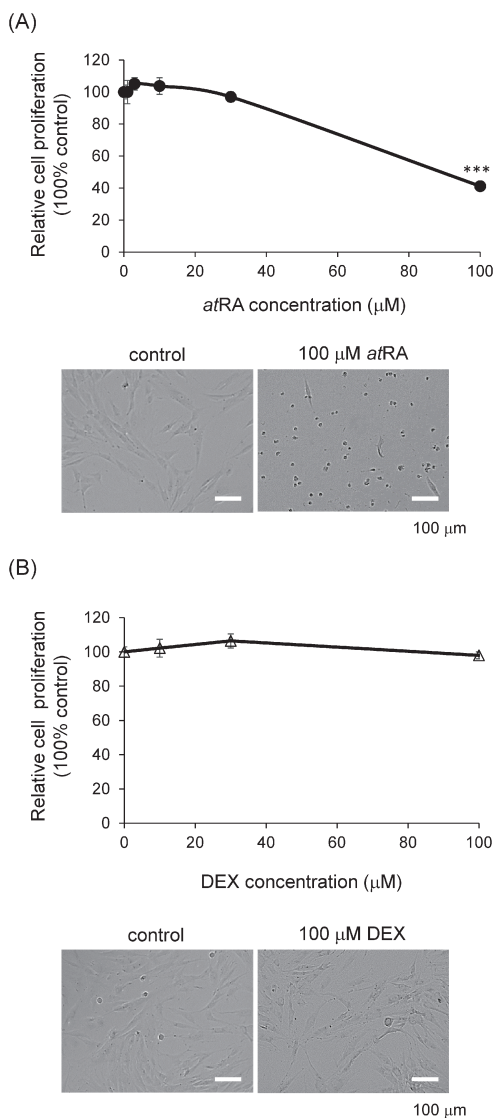 (A)
Relative cell proliferation
(100% control)
120
100
80
60
40
20
0
***
0 20 40 60 80 100
atRA concentration (μM)
control 100 μM atRA
100 μm
(B)
Relative cell proliferation
(100% control)
120
100
80
60
40
20
0
0 20 40 60 80 100
DEX concentration (μM)
control 100 μM DEX
100 μm